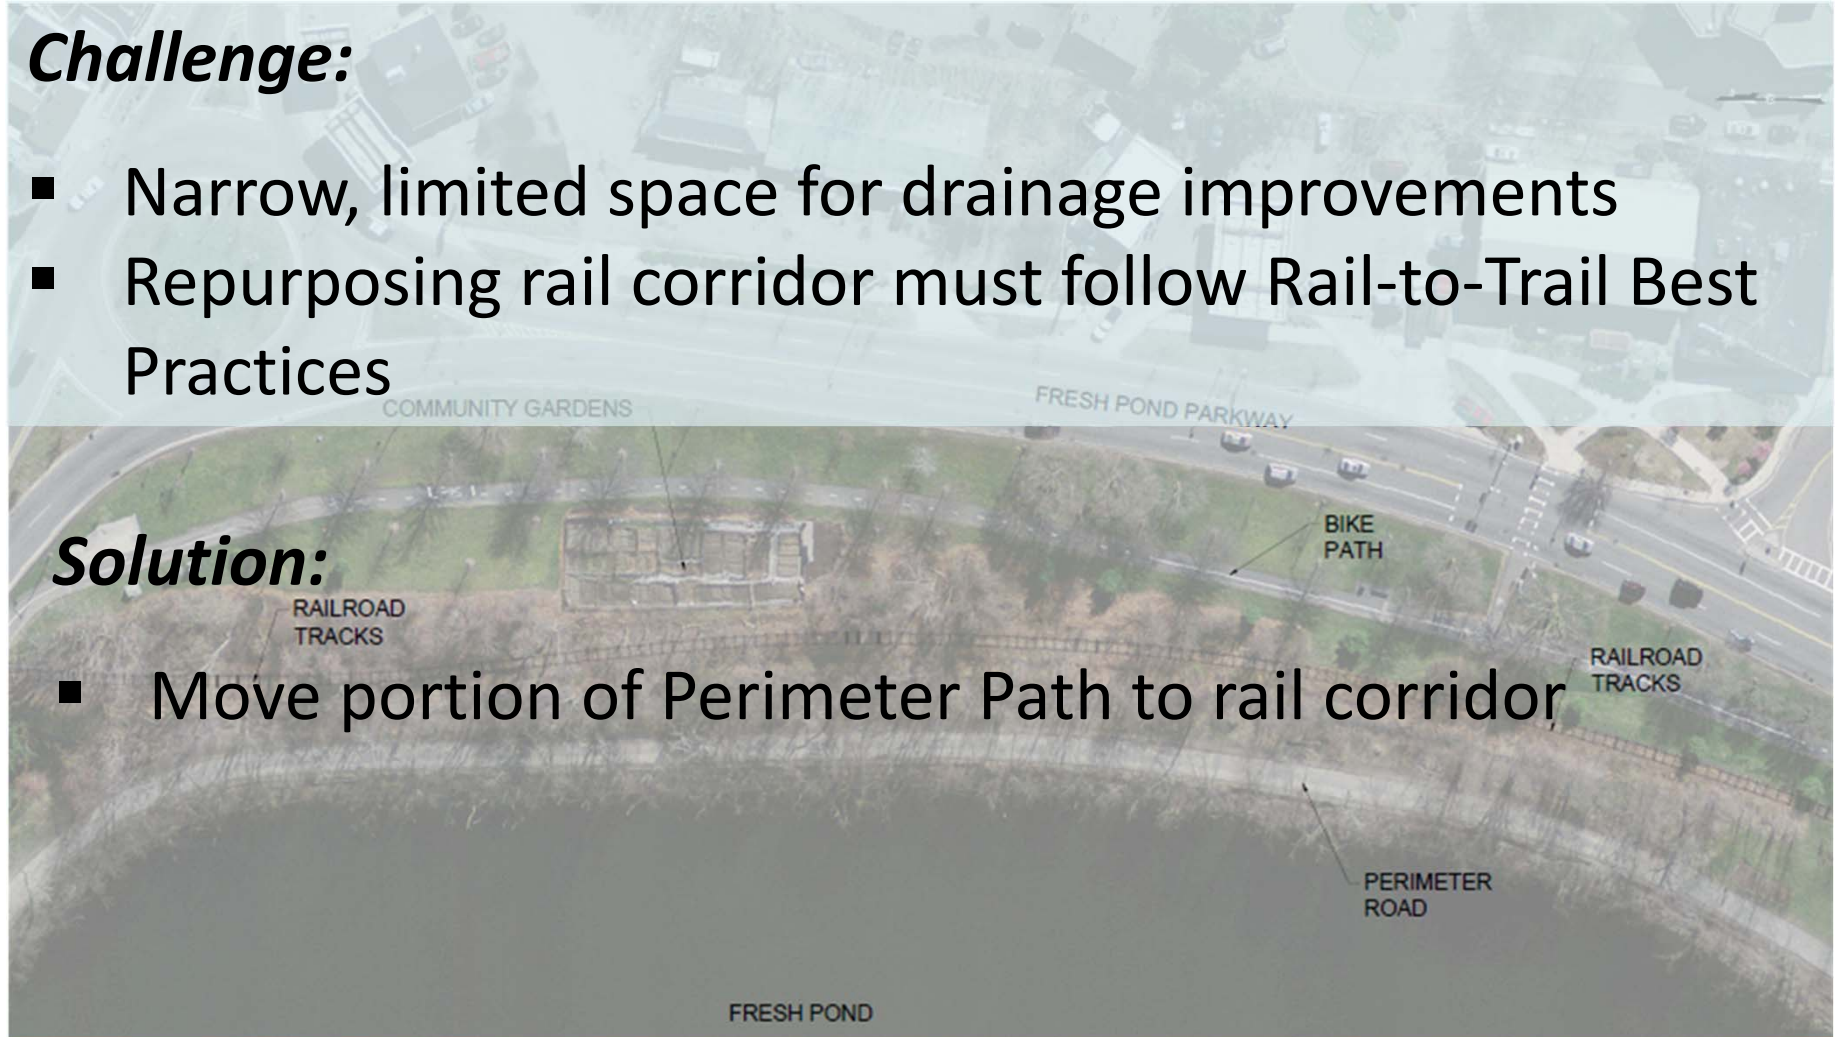 Challenge:
▪ Narrow, limited space for drainage improvements
▪ Repurposing rail corridor must follow Rail-to-Trail Best
Practices
COMMUNITY GARDENS
FRESH POND PARKWAY
BIKE
PATH
Solution:
RAILROAD
TRACKS
RAILROAD
TRACKS
▪ Move portion of Perimeter Path to rail corridor
PERIMETER
ROAD
FRESH POND